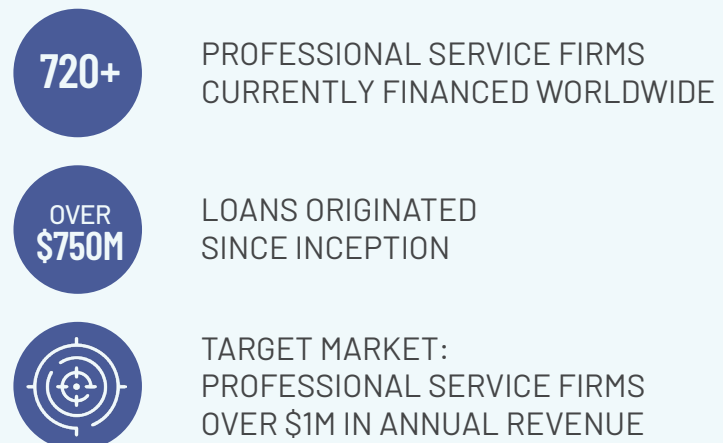 720+
PROFESSIONAL SERVICE FIRMS
CURRENTLY FINANCED WORLDWIDE
OVER
$750M
LOANS ORIGINATED
SINCE INCEPTION
TARGET MARKET:
PROFESSIONAL SERVICE FIRMS
OVER $1M IN ANNUAL REVENUE